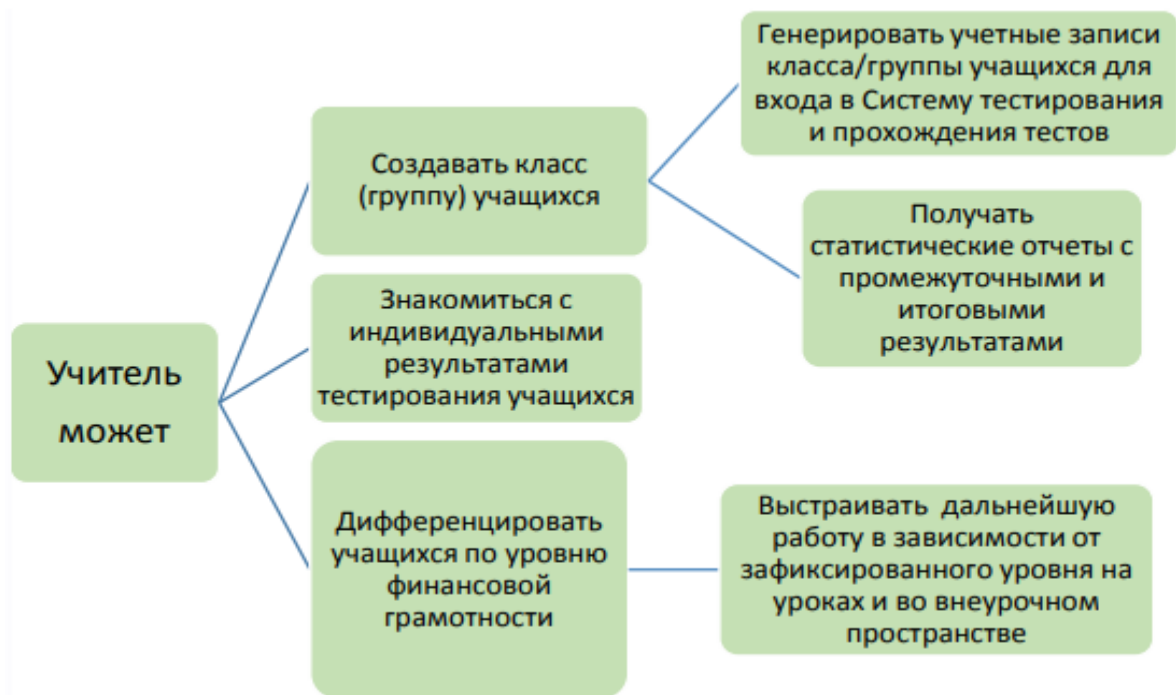 Учитель
может
Создавать класс
(группу) учащихся
Генерировать учетные записи
класса/группы учащихся для
входа в Систему тестирования
и прохождения тестов
Получать
статистические отчеты с
промежуточными и
итоговыми
результатами
Знакомиться с
индивидуальными
результатами
тестирования учащихся
Дифференцировать
учащихся по уровню
финансовой
грамотности
Выстраивать дальнейшую
работу в зависимости от
зафиксированного уровня на
уроках и во внеурочном
пространстве